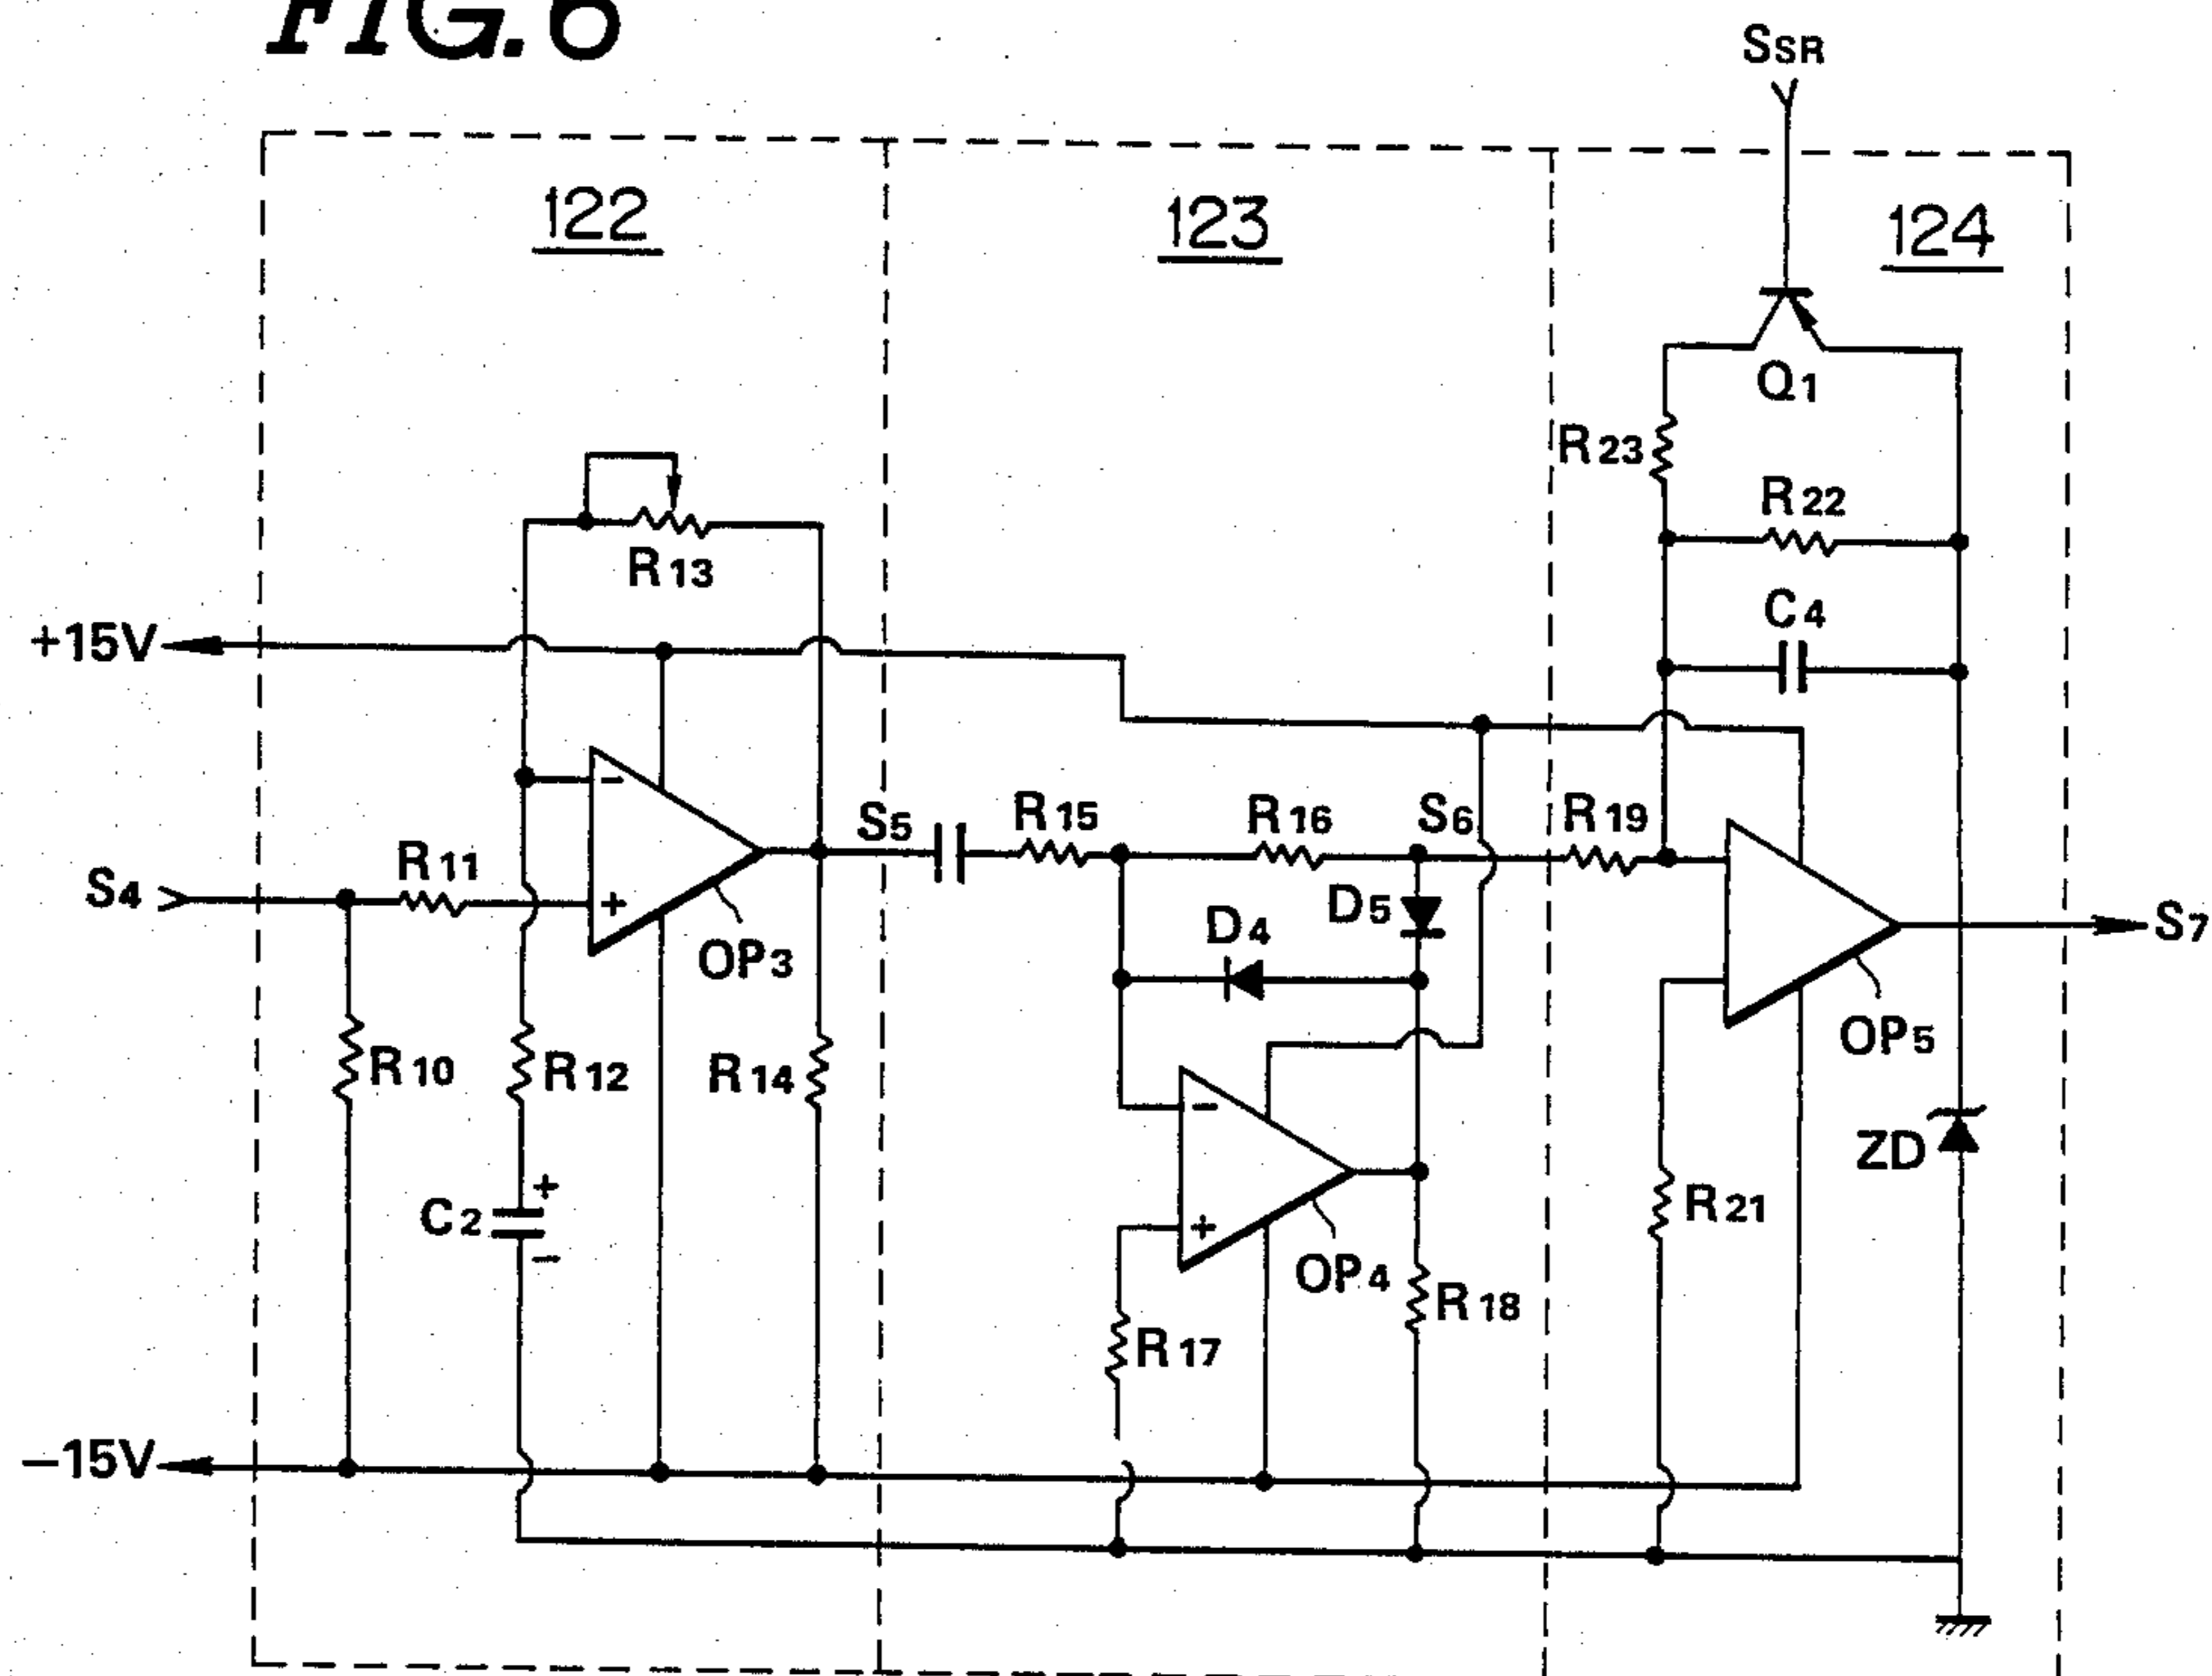 FIG. 6
SSR
122
123
124
Q1
R23
R22
R13
C4
+15V
S5
R15
R16
S6
R19
R11
S4
D5
D4
S7
OP3
OP5
R10
R12
R14
ZD
+
C2
R21
−
OP4
R18
R17
−15V
−
+
−
+